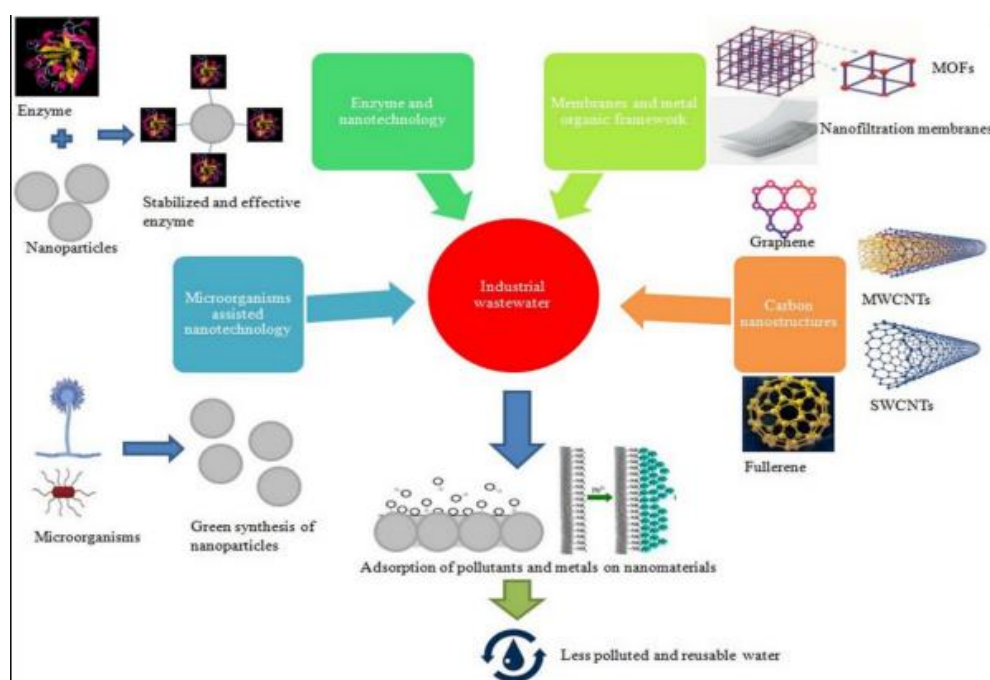 Enzyme
Nanoparticles
Stabilized and effective
enzyme
Enzyme and
nanotechnology
Membranes and metal
organic framework
MOFs
Nanofiltration membranes
Graphene
MWCNTs
SWCNTs
Carbon
nanostructures
Fullerene
Industrial
wastewater
Microorganisms
assisted
nanotechnology
Microorganisms
Green synthesis of
nanoparticles
Adsorption of pollutants and metals on nanomaterials
Less polluted and reusable water